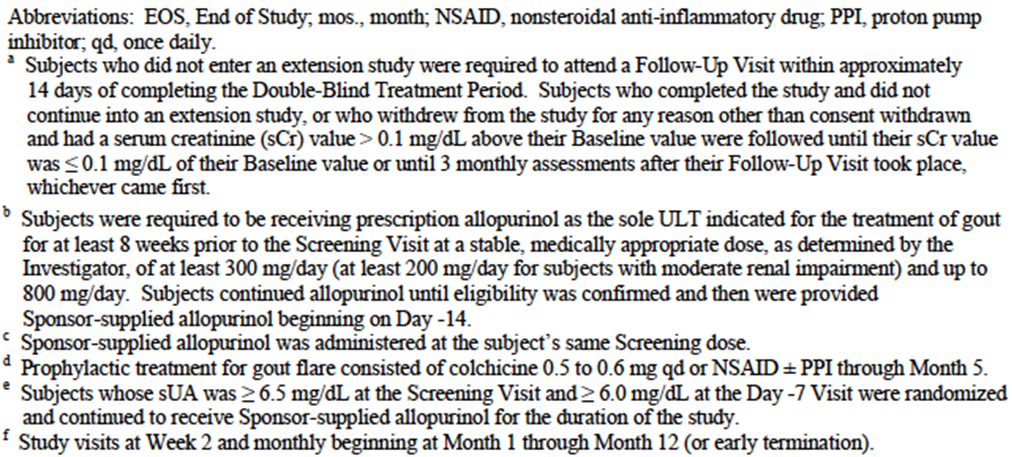 Abbreviations: EOS, End of Study; mos., month; NSAID, nonsteroidal anti-inflammatory drug; PPI, proton pump
inhibitor; qd, once daily.
a Subjects who did not enter an extension study were required to attend a Follow-Up Visit within approximately
14 days of completing the Double-Blind Treatment Period. Subjects who completed the study and did not
continue into an extension study, or who withdrew from the study for any reason other than consent withdrawn
and had a serum creatinine (sCr) value > 0.1 mg/dL above their Baseline value were followed until their sCr value
was ≤ 0.1 mg/dL of their Baseline value or until 3 monthly assessments after their Follow-Up Visit took place,
whichever came first.
b Subjects were required to be receiving prescription allopurinol as the sole ULT indicated for the treatment of gout
for at least 8 weeks prior to the Screening Visit at a stable, medically appropriate dose, as determined by the
Investigator, of at least 300 mg/day (at least 200 mg/day for subjects with moderate renal impairment) and up to
800 mg/day. Subjects continued allopurinol until eligibility was confirmed and then were provided
Sponsor-supplied allopurinol beginning on Day -14.
c Sponsor-supplied allopurinol was administered at the subject's same Screening dose.
d Prophylactic treatment for gout flare consisted of colchicine 0.5 to 0.6 mg qd or NSAID ± PPI through Month 5.
e Subjects whose sUA was ≥ 6.5 mg/dL at the Screening Visit and ≥ 6.0 mg/dL at the Day -7 Visit were randomized
and continued to receive Sponsor-supplied allopurinol for the duration of the study.
f Study visits at Week 2 and monthly beginning at Month 1 through Month 12 (or early termination).